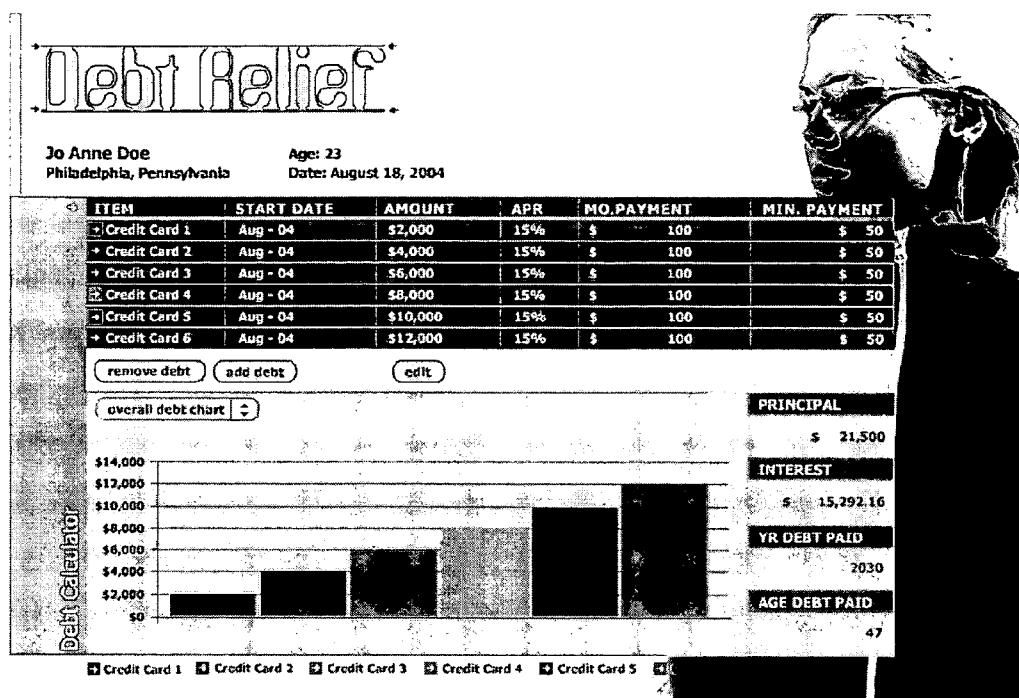 Debt Relief
Jo Anne Doe Age: 23
Philadelphia, Pennsylvania Date: August 18, 2004
ITEM START DATE AMOUNT APR MO.PAYMENT MIN. PAYMENT
Credit Card 1 Aug - 04 $2,000 15% $ 100 $ 50
Credit Card 2 Aug - 04 $4,000 15% $ 100 $ 50
Credit Card 3 Aug - 04 $6,000 15% $ 100 $ 50
Credit Card 4 Aug - 04 $8,000 15% $ 100 $ 50
Credit Card 5 Aug - 04 $10,000 15% $ 100 $ 50
Credit Card 6 Aug - 04 $12,000 15% $ 100 $ 50
remove debt add debt edit
overall debt chart
PRINCIPAL
$ 21,500
INTEREST
$ 15,292.16
YR DEBT PAID
2030
AGE DEBT PAID
47
Debt Calculator
$14,000
$12,000
$10,000
$8,000
$6,000
$4,000
$2,000
$0
Credit Card 1 Credit Card 2 Credit Card 3 Credit Card 4 Credit Card 5